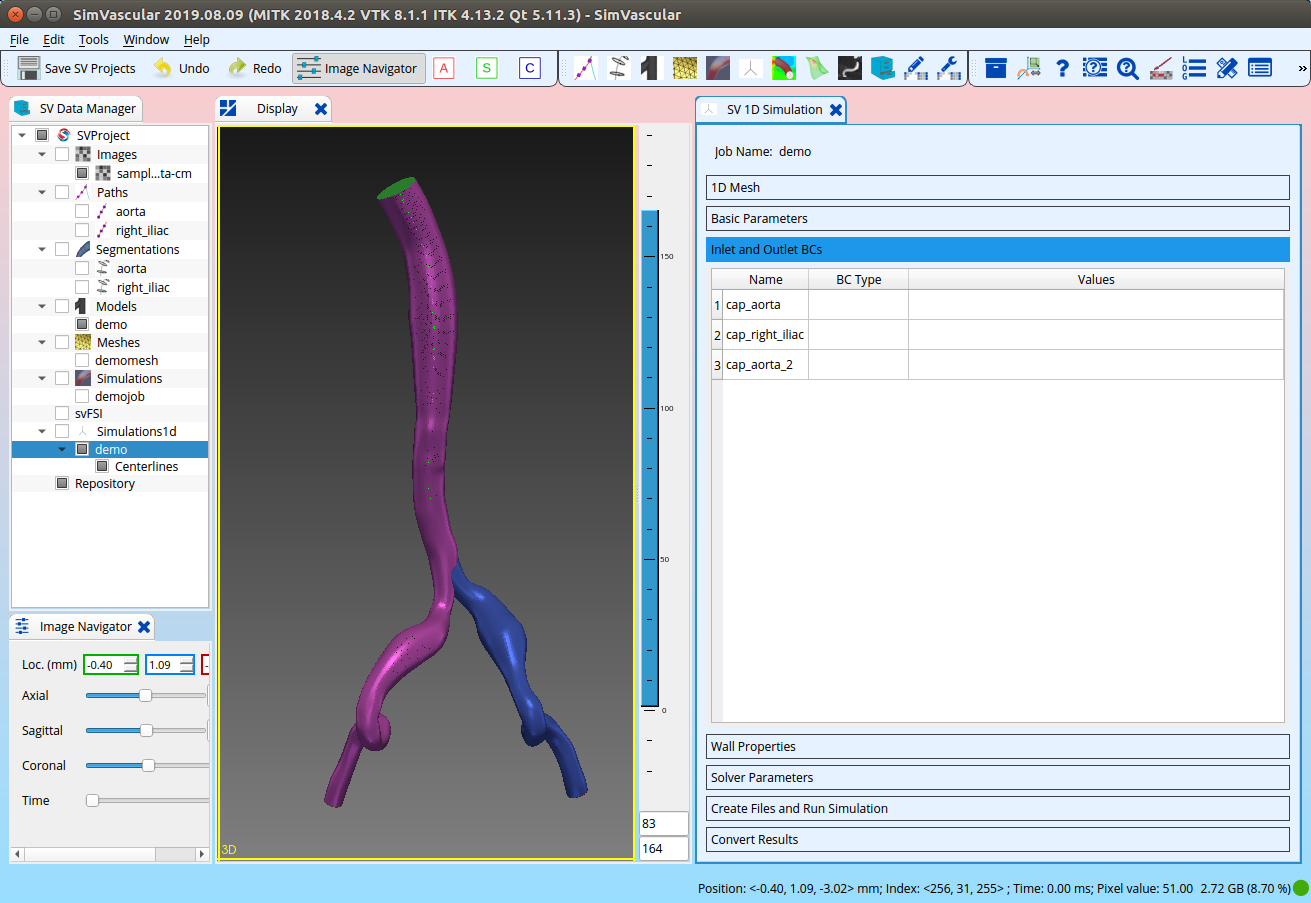 SimVascular 2019.08.09 (MITK 2018.4.2 VTK 8.1.1 ITK 4.13.2 Qt 5.11.3) - SimVascular
File Edit Tools Window Help
Save SV Projects Undo Redo Image Navigator A S C
SV Data Manager
SVProject
Images
sampl...ta-cm
Paths
aorta
right_iliac
Segmentations
aorta
right_iliac
Models
demo
Meshes
demomesh
Simulations
demojob
svFSI
Simulations1d
demo
Centerlines
Repository
Image Navigator
Loc. (mm) -0.40 1.09 -
Axial
Sagittal
Coronal
Time
Display
3D
150
100
50
0
83
164
SV 1D Simulation
Job Name: demo
1D Mesh
Basic Parameters
Inlet and Outlet BCs
Name BC Type Values
1 cap_aorta
2 cap_right_iliac
3 cap_aorta_2
Wall Properties
Solver Parameters
Create Files and Run Simulation
Convert Results
Position: <-0.40, 1.09, -3.02> mm; Index: <256, 31, 255> ; Time: 0.00 ms; Pixel value: 51.00 2.72 GB (8.70 %)